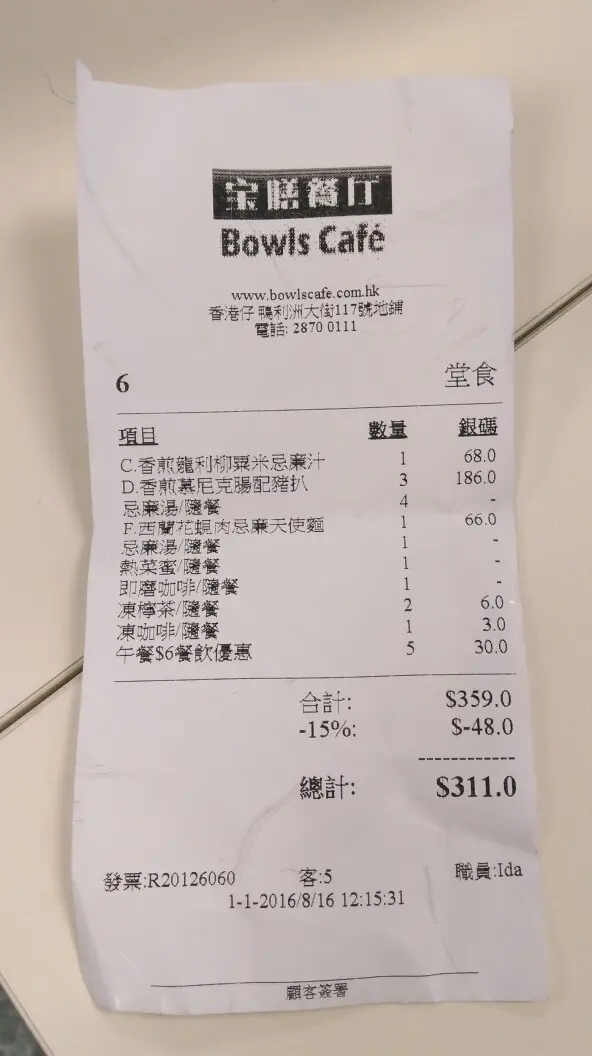 宝膳餐厅
Bowls Café
www.bowlscafe.com.hk
香港仔 鴨利洲大街117號地鋪
電話: 2870 0111
6 堂食
項目 數量 銀碼
C.香煎龍利柳粟米忌廉汁 1 68.0
D.香煎慕尼克腸配豬扒 3 186.0
忌廉湯/隨餐 4 -
F.西蘭花蜆肉忌廉天使麵 1 66.0
忌廉湯/隨餐 1 -
熱菜蜜/隨餐 1 -
即磨咖啡/隨餐 1 -
凍檸茶/隨餐 2 6.0
凍咖啡/隨餐 1 3.0
午餐$6餐飲優惠 5 30.0
合計: $359.0
-15%: $-48.0
------------
總計: $311.0
發票:R20126060 客:5 職員:Ida
1-1-2016/8/16 12:15:31
顧客簽署